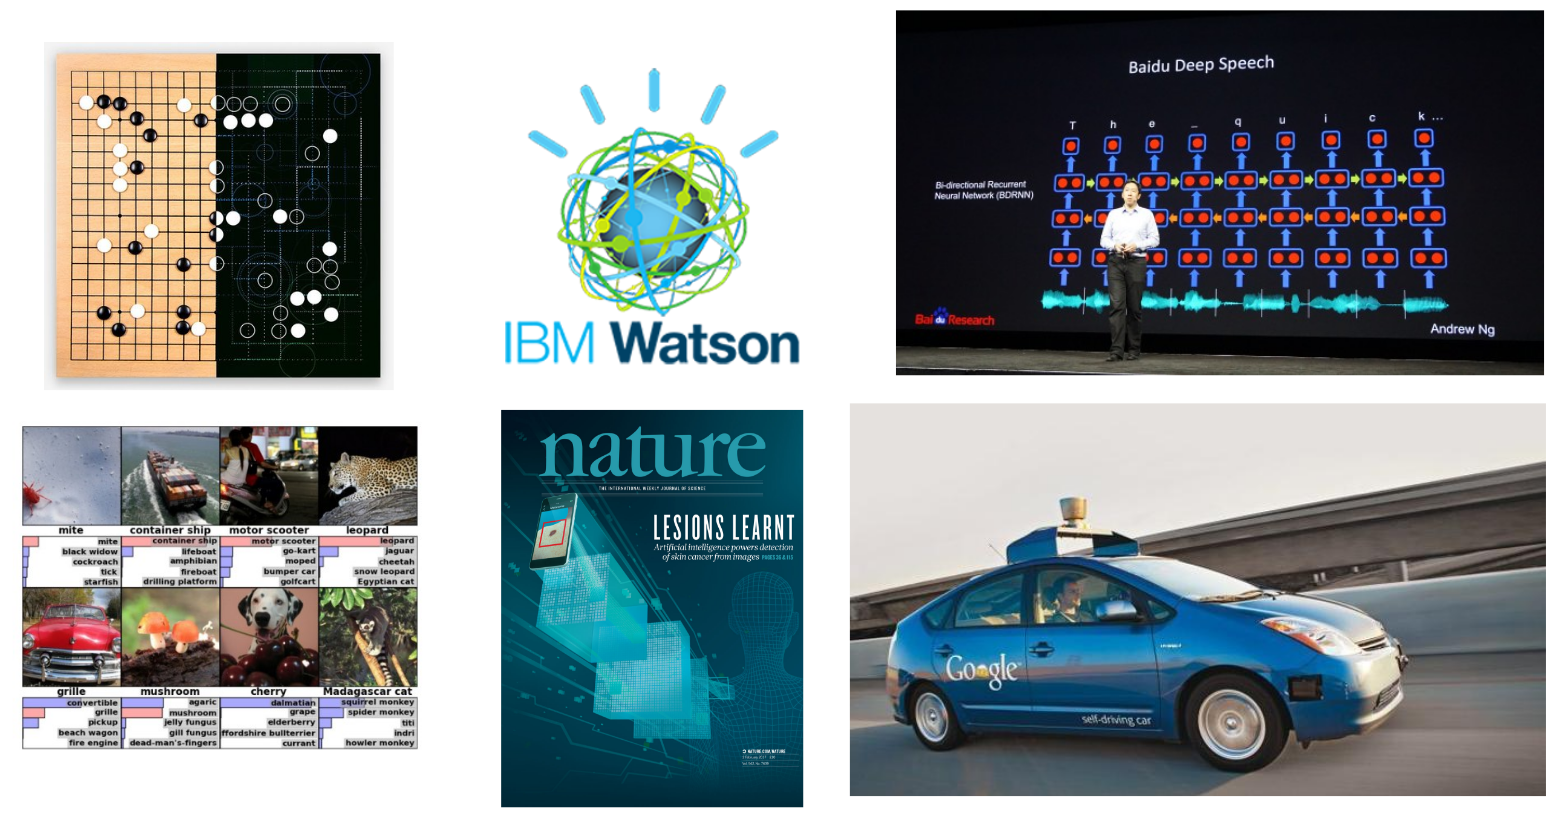 IBM Watson
Baidu Deep Speech
T h e _ q u i c k ...
Bi-directional Recurrent
Neural Network (BDRNN)
Bai du Research
Andrew Ng
mite
container ship
motor scooter
leopard
mite
black widow
cockroach
tick
starfish
container ship
lifeboat
amphibian
fireboat
drilling platform
motor scooter
go-kart
moped
bumper car
golfcart
leopard
jaguar
cheetah
snow leopard
Egyptian cat
grille
mushroom
cherry
Madagascar cat
convertible
grille
pickup
beach wagon
fire engine
agaric
mushroom
jelly fungus
gill fungus
dead-man's-fingers
dalmatian
grape
elderberry
ffordshire bullterrier
currant
squirrel monkey
spider monkey
titi
indri
howler monkey
nature
THE INTERNATIONAL WEEKLY JOURNAL OF SCIENCE
LESIONS LEARNT
Artificial intelligence powers detection
of skin cancer from images
NATURE.COM/NATURE
Google
self-driving car